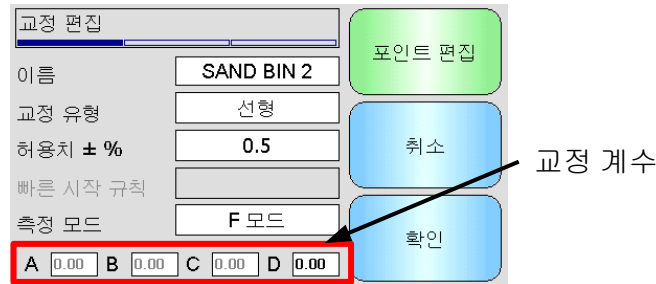 교정 편집
포인트 편집
이름 SAND BIN 2
교정 유형 선형
허용치 ± % 0.5
취소
교정 계수
빠른 시작 규칙
측정 모드 F 모드
확인
A 0.00 B 0.00 C 0.00 D 0.00